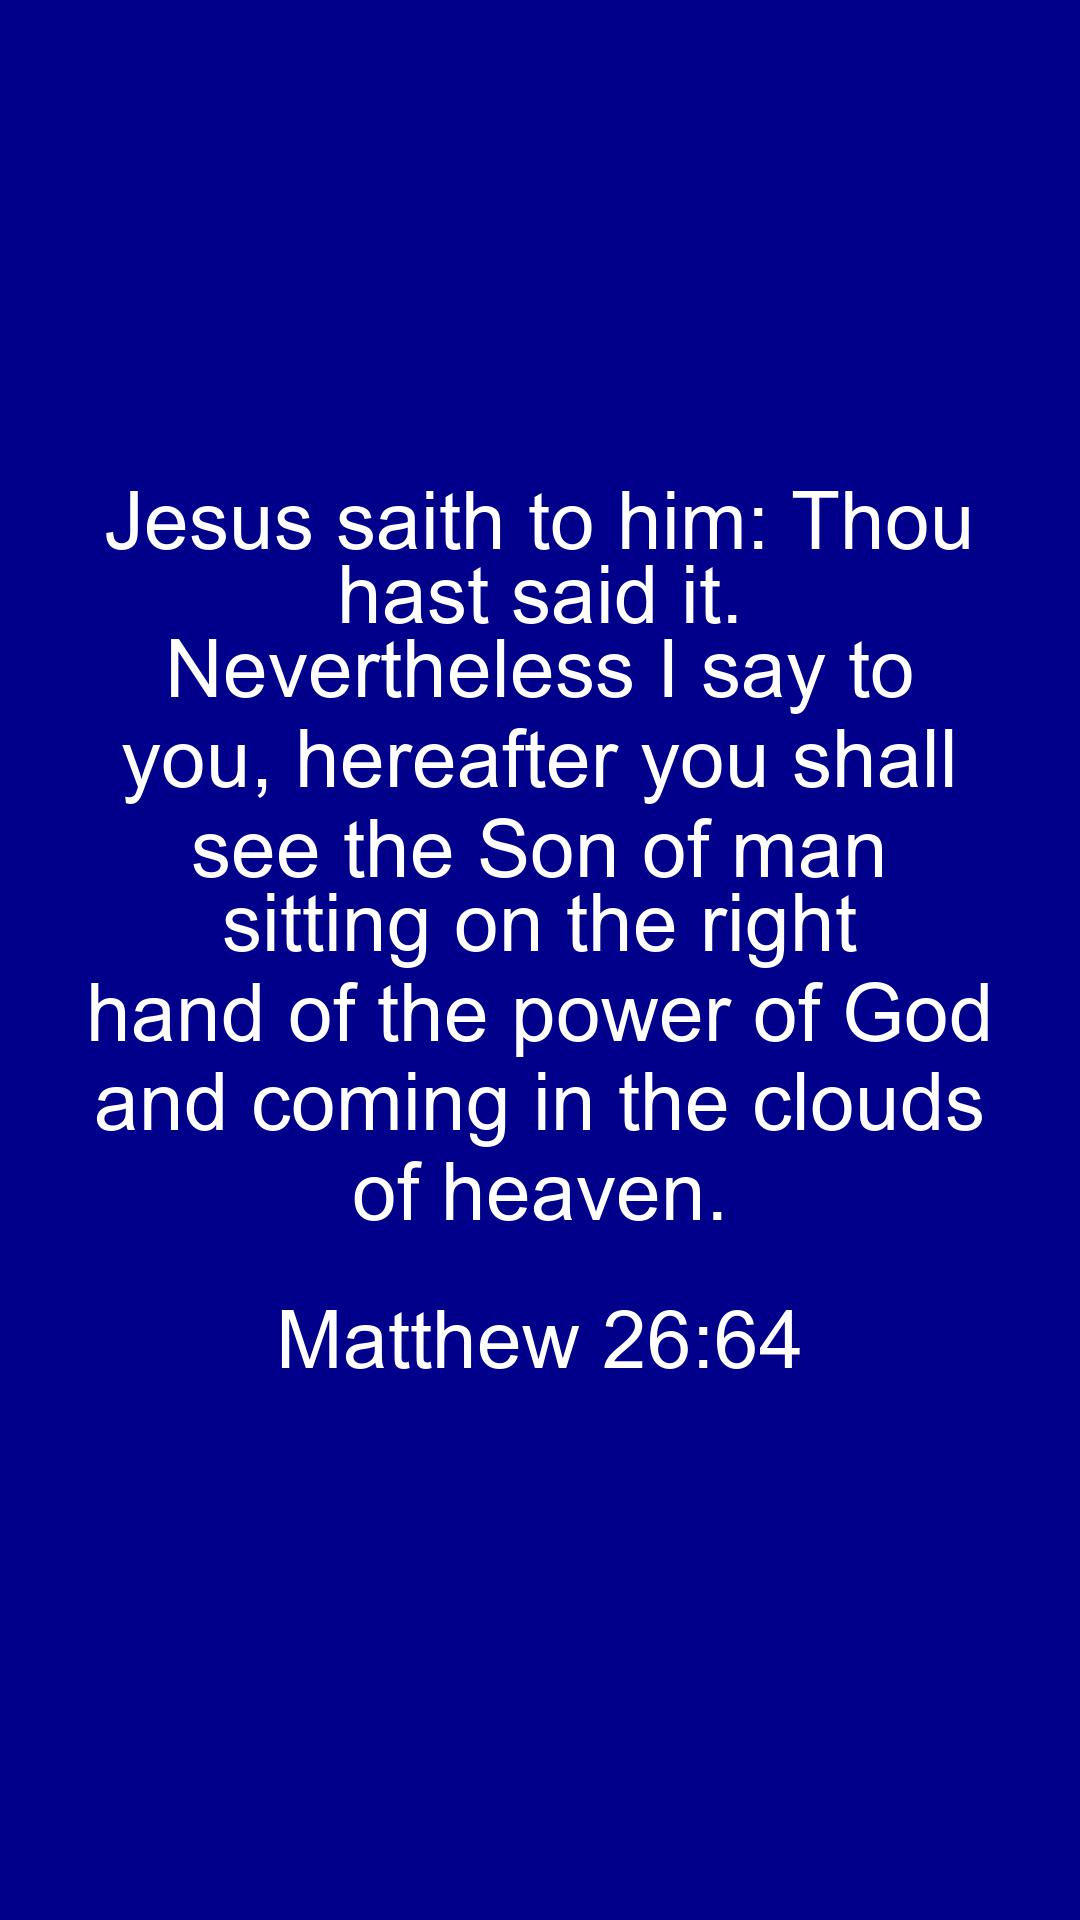 Jesus saith to him: Thou
hast said it.
Nevertheless I say to
you, hereafter you shall
see the Son of man
sitting on the right
hand of the power of God
and coming in the clouds
of heaven.
Matthew 26:64